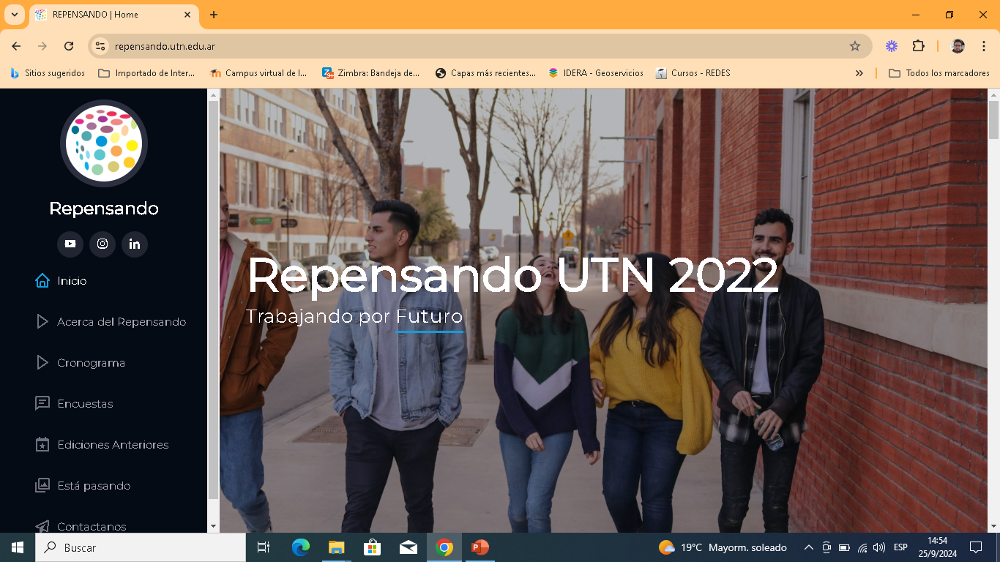 REPENSANDO | Home
repensando.utn.edu.ar
Sitios sugeridos
Importado de Inter...
Campus virtual de I...
Zimbra: Bandeja de...
Capas más recientes...
IDERA - Geoservicios
Cursos - REDES
Todos los marcadores
Repensando
Inicio
Acerca del Repensando
Cronograma
Encuestas
Ediciones Anteriores
Está pasando
Contactanos
Repensando UTN 2022
Trabajando por Futuro
Buscar
19°C Mayorm. soleado
ESP
14:54
25/9/2024